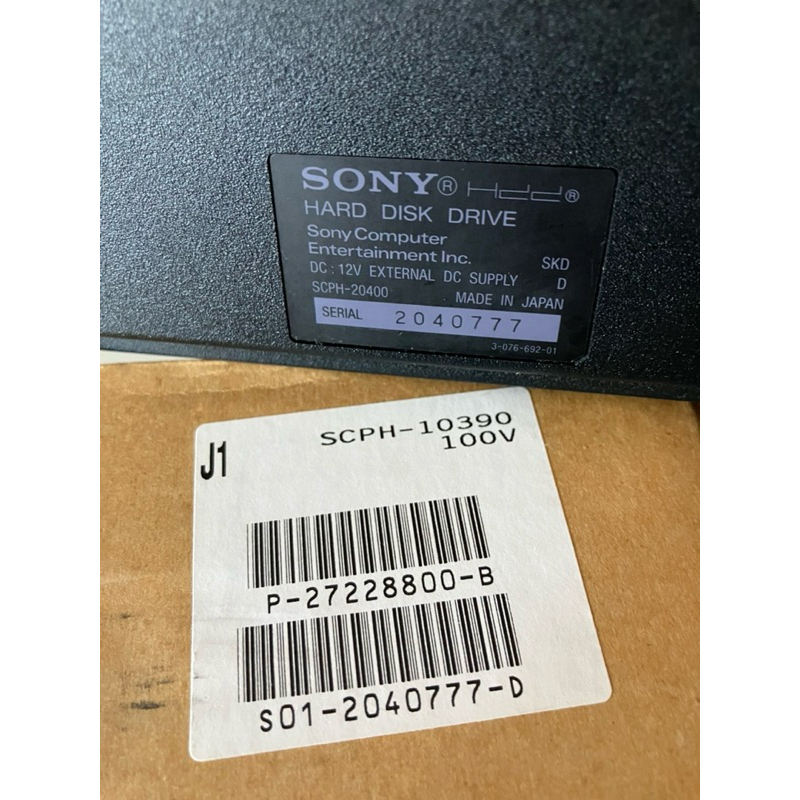 SONY® Hdd®
HARD DISK DRIVE
Sony Computer
Entertainment Inc. SKD
DC : 12V EXTERNAL DC SUPPLY D
SCPH-20400 MADE IN JAPAN
SERIAL 2040777
3-076-692-01
J1 SCPH-10390
100V
P-27228800-B
S01-2040777-D